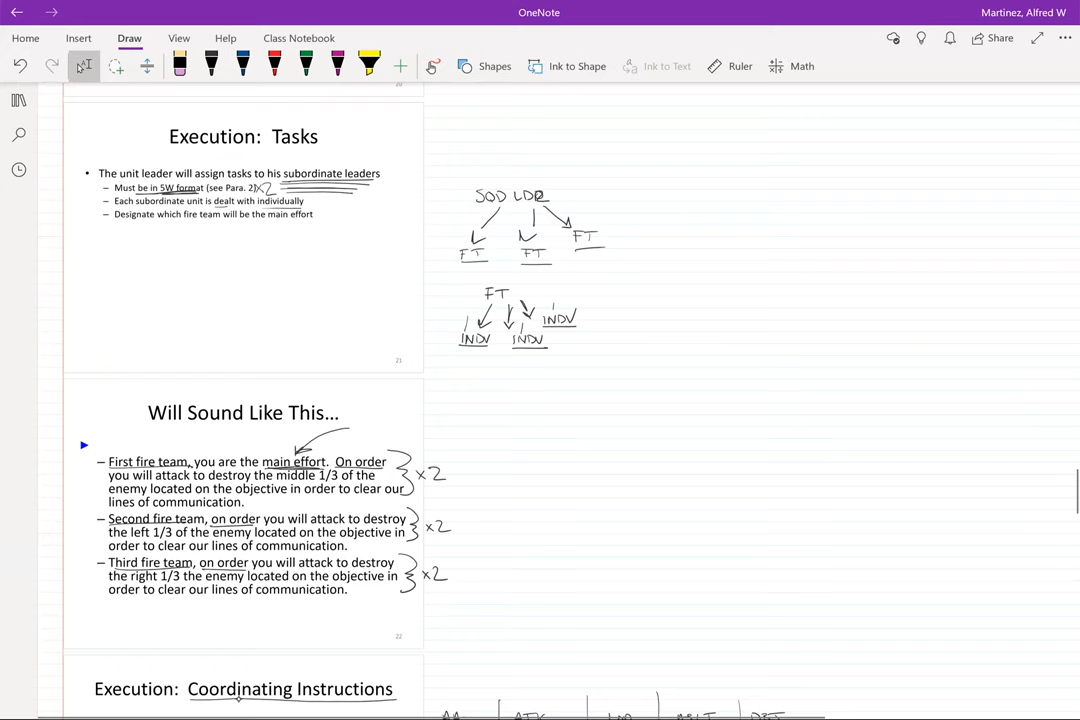 OneNote
Martinez, Alfred W
Home Insert Draw View Help Class Notebook
Share
Shapes Ink to Shape Ink to Text Ruler Math
20
Execution: Tasks
• The unit leader will assign tasks to his subordinate leaders
– Must be in 5W format (see Para. 2) x2
– Each subordinate unit is dealt with individually
– Designate which fire team will be the main effort
21
SQD LDR
FT FT FT
FT
INDV INDV INDV
Will Sound Like This...
– First fire team, you are the main effort. On order
you will attack to destroy the middle 1/3 of the
enemy located on the objective in order to clear our
lines of communication.
x2
– Second fire team, on order you will attack to destroy
the left 1/3 of the enemy located on the objective in
order to clear our lines of communication.
x2
– Third fire team, on order you will attack to destroy
the right 1/3 the enemy located on the objective in
order to clear our lines of communication.
x2
22
Execution: Coordinating Instructions